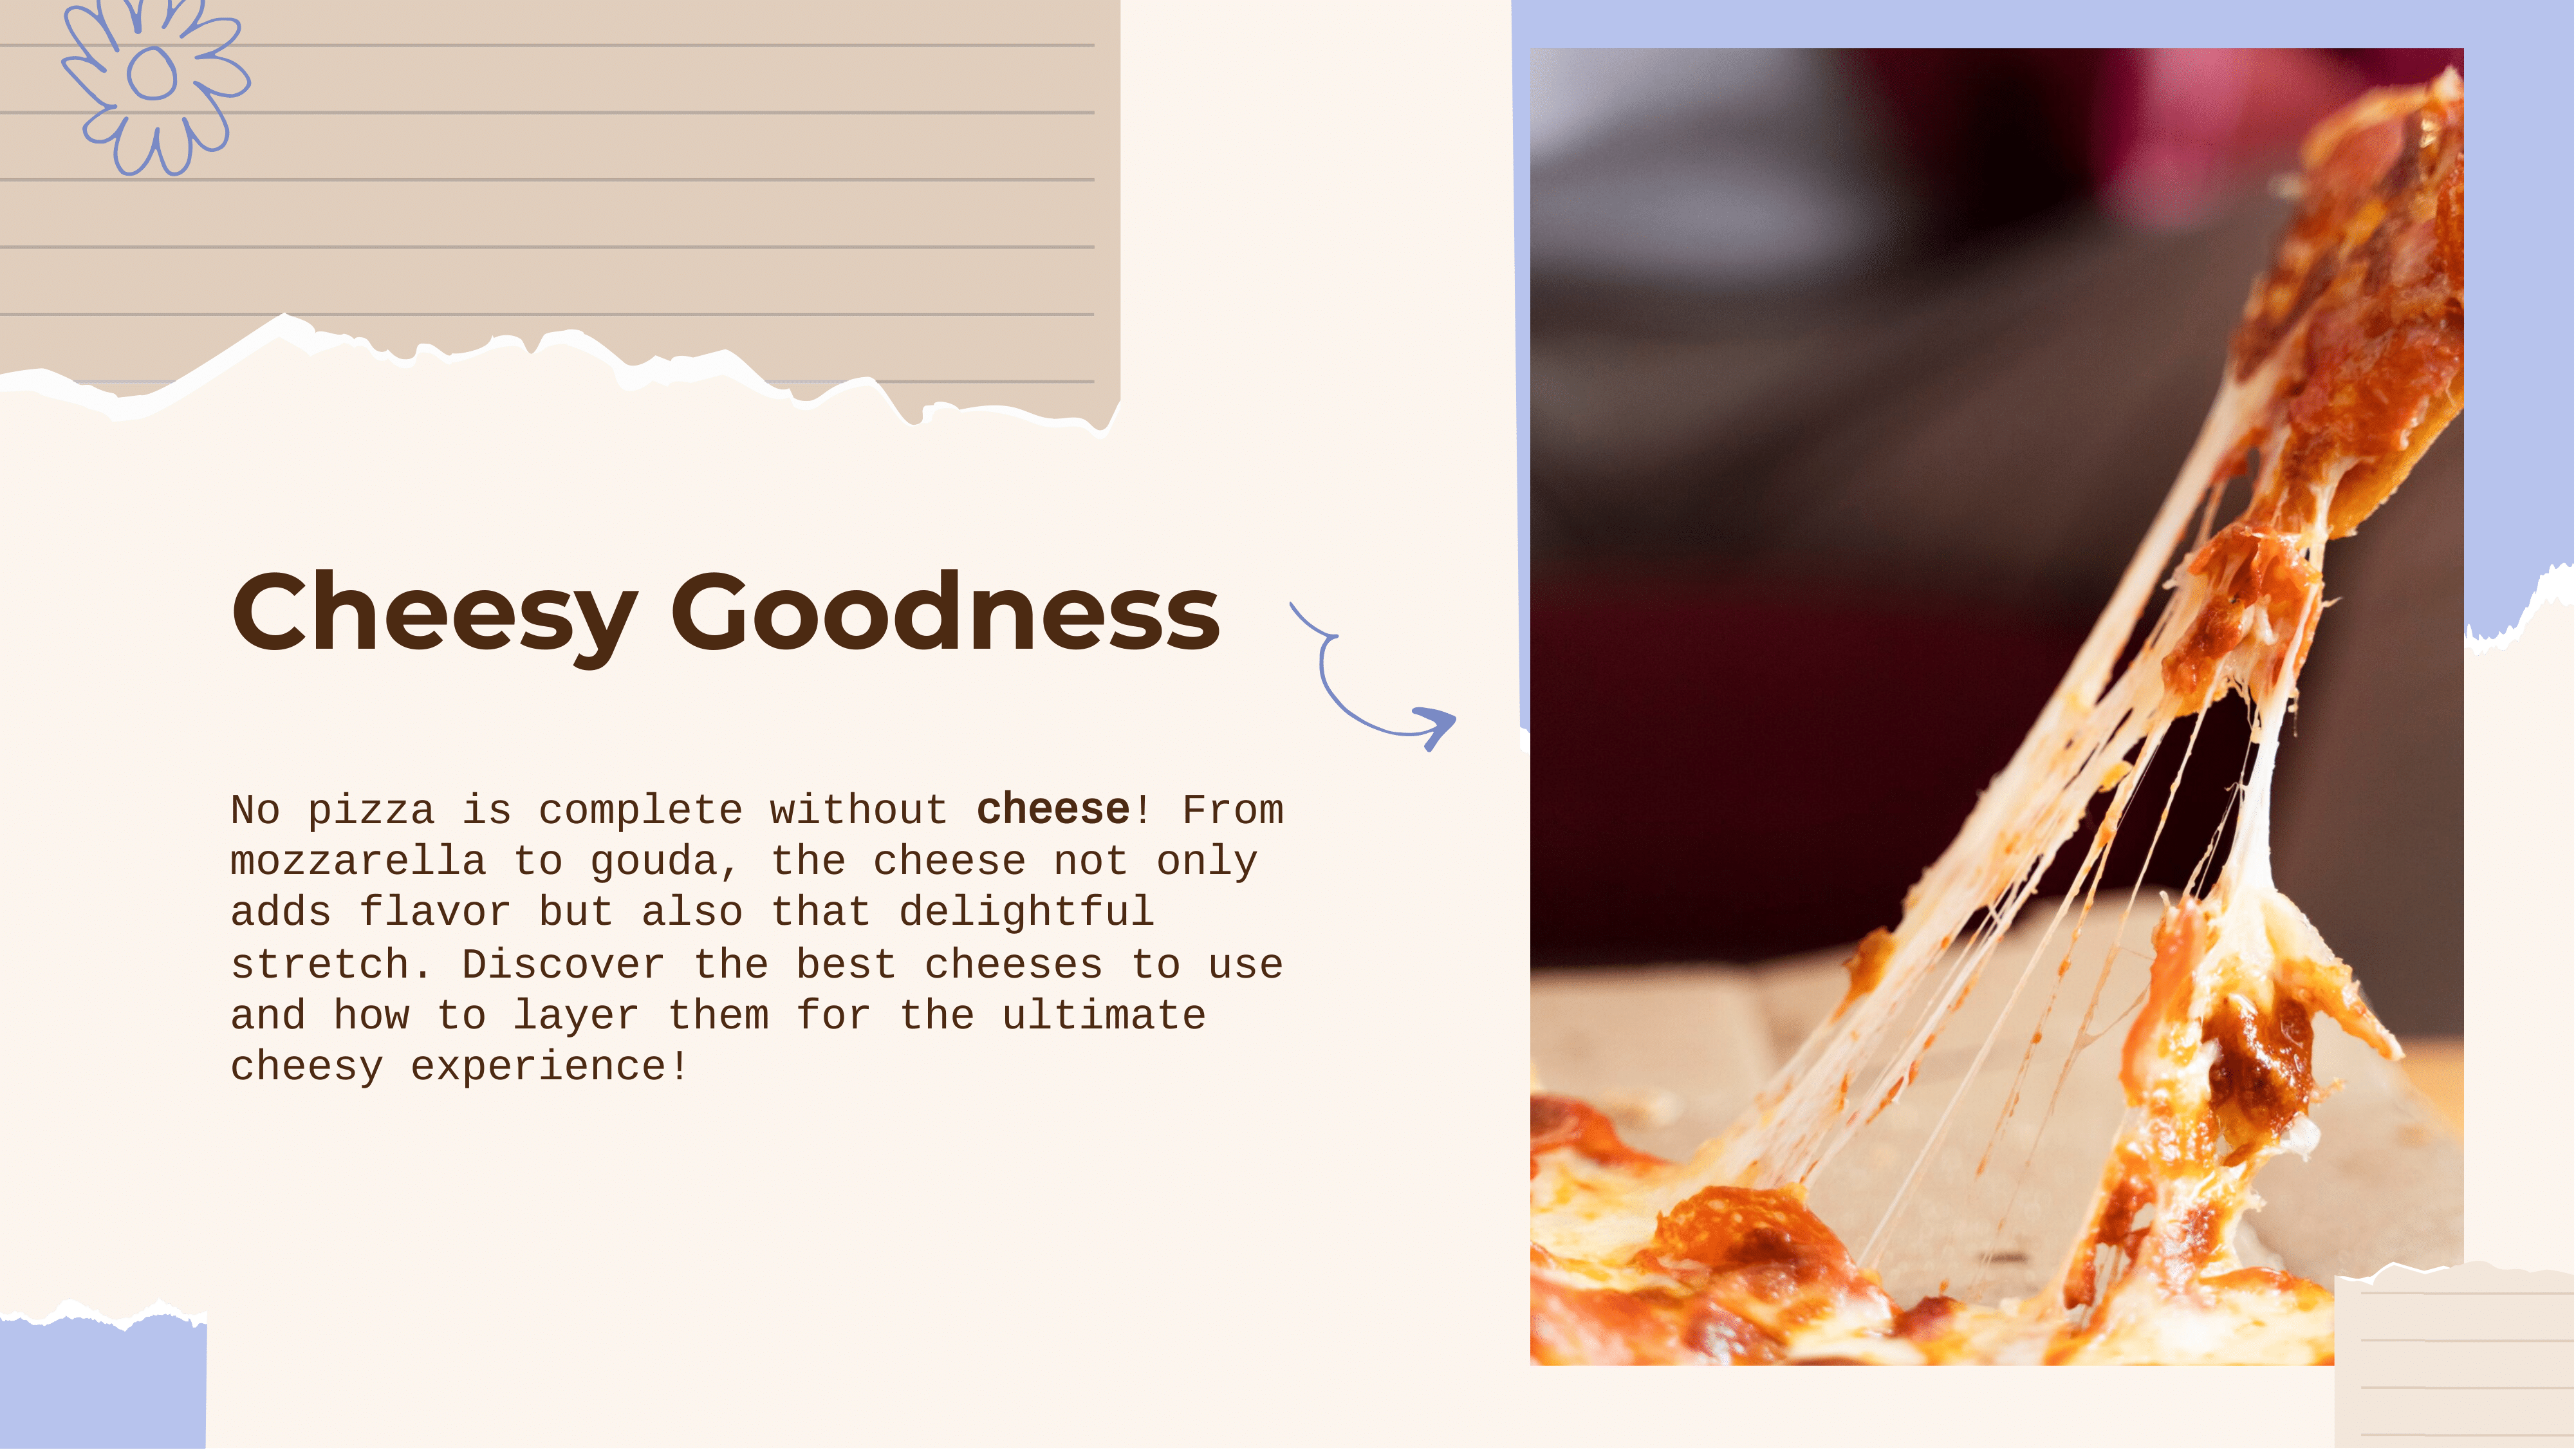 Cheesy Goodness
No pizza is complete without cheese! From
mozzarella to gouda, the cheese not only
adds flavor but also that delightful
stretch. Discover the best cheeses to use
and how to layer them for the ultimate
cheesy experience!